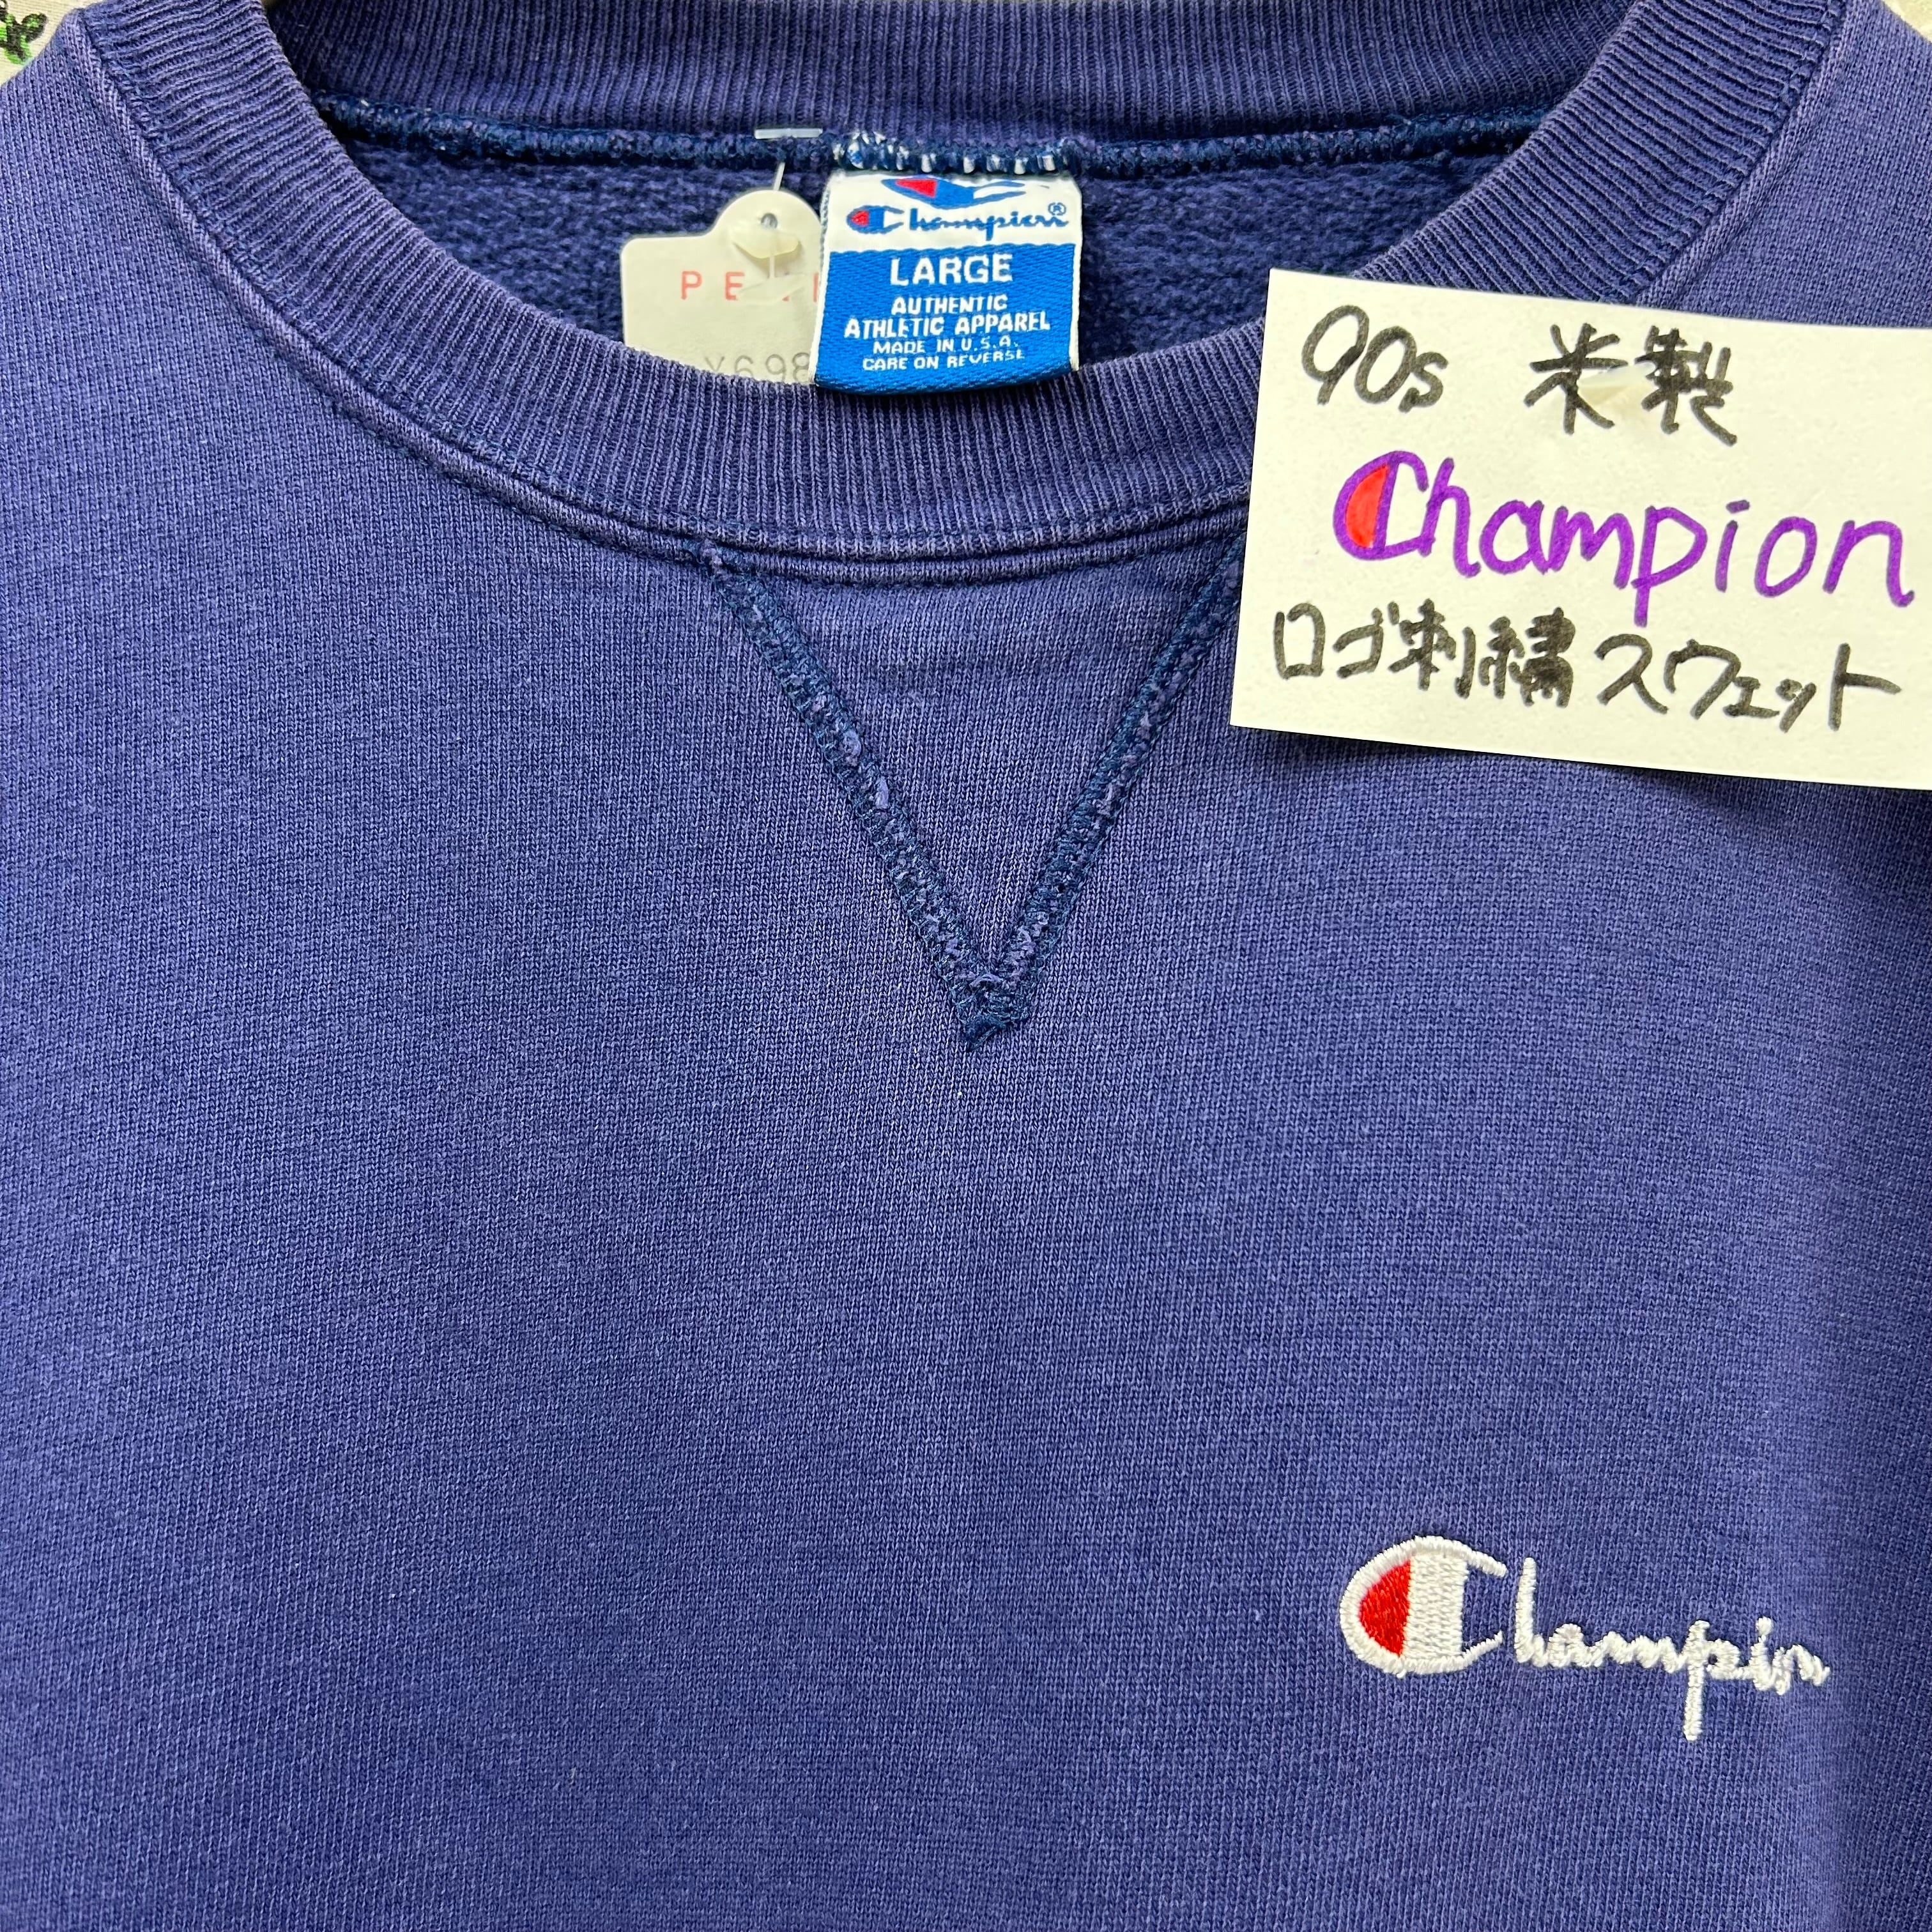 Champion®
LARGE
AUTHENTIC
ATHLETIC APPAREL
MADE IN U.S.A.
CARE ON REVERSE
90s 米製
Champion
ロゴ刺繍スウェット
Champion